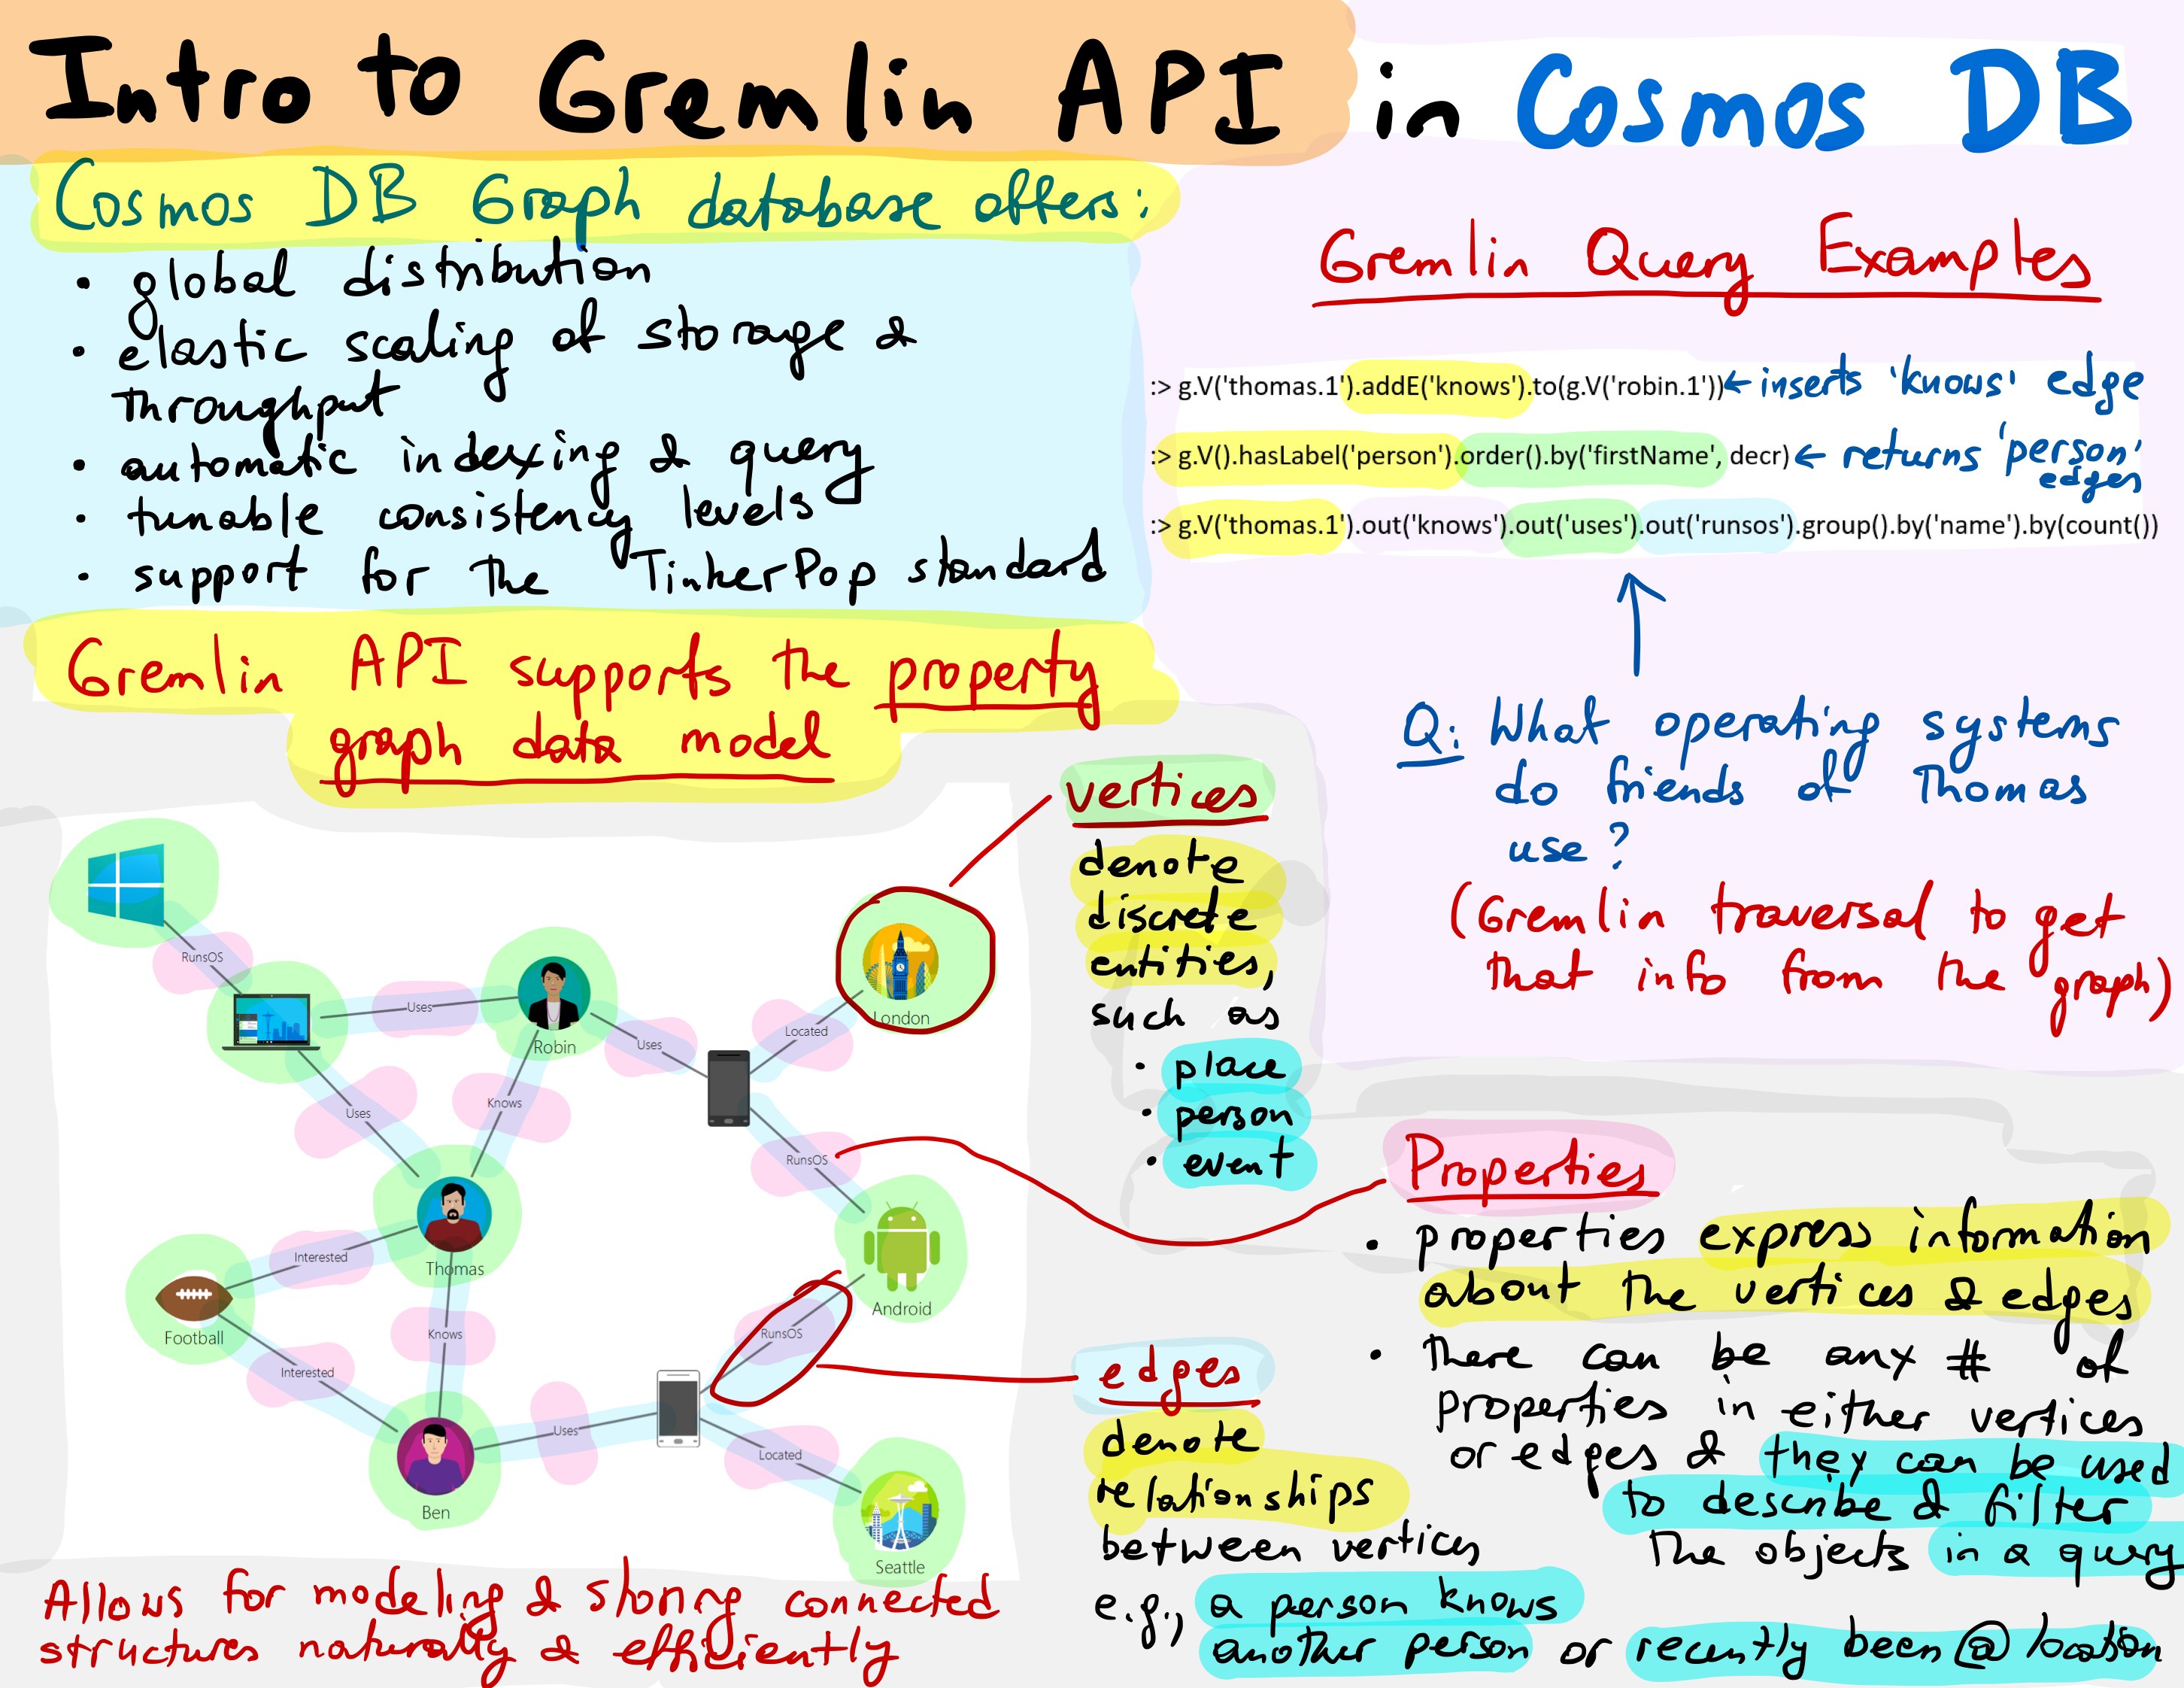 Intro to Gremlin API in Cosmos DB
Cosmos DB Graph database offers:
• global distribution
• elastic scaling of storage &
throughput
• automatic indexing & query
• tunable consistency levels
• support for the TinkerPop standard
Gremlin API supports the property
graph data model
Gremlin Query Examples
:> g.V('thomas.1').addE('knows').to(g.V('robin.1')) ← inserts 'knows' edge
:> g.V().hasLabel('person').order().by('firstName', decr) ← returns 'person'
edges
:> g.V('thomas.1').out('knows').out('uses').out('runsos').group().by('name').by(count())
Q: What operating systems
do friends of Thomas
use?
(Gremlin traversal to get
that info from the graph)
RunsOS
Uses
Robin
Uses
Located
London
Uses
Knows
RunsOS
Thomas
Interested
Android
Football
Knows
RunsOS
Interested
Uses
Located
Ben
Seattle
Allows for modeling & storing connected
structures naturally & efficiently
vertices
denote
discrete
entities,
such as
• place
• person
• event
edges
denote
relationships
between vertices
e.g., a person knows
another person or recently been @ location
Properties
• properties express information
about the vertices & edges
• there can be any # of
properties in either vertices
or edges & they can be used
to describe & filter
the objects in a query